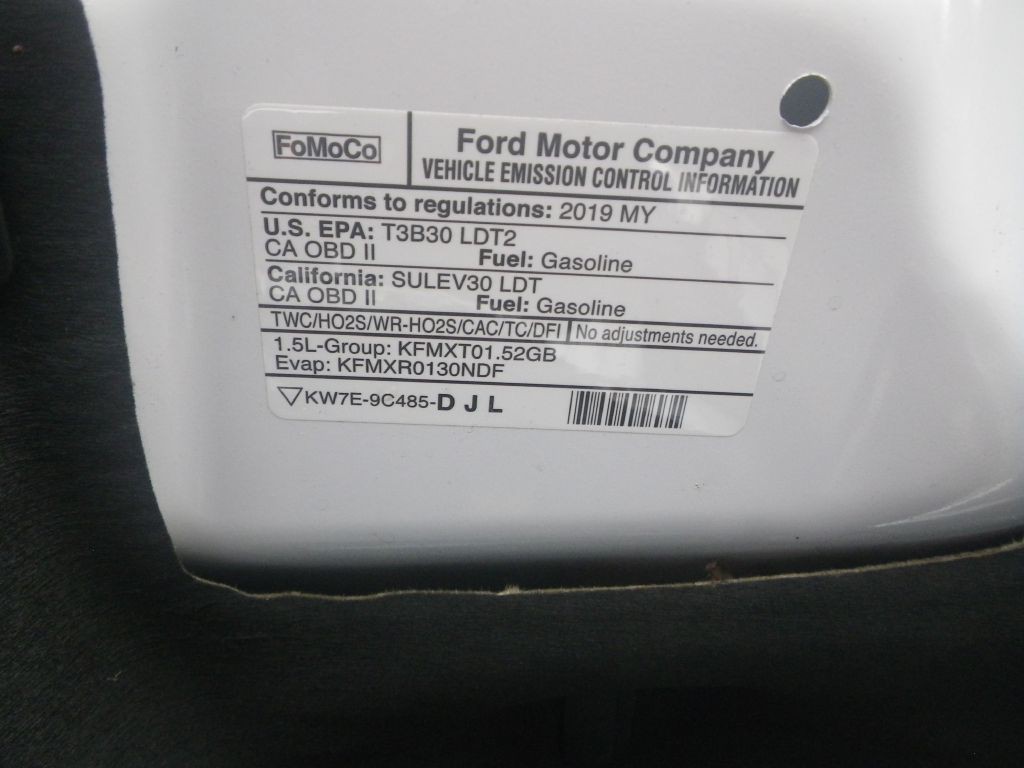 FoMoCo
Ford Motor Company
VEHICLE EMISSION CONTROL INFORMATION
Conforms to regulations: 2019 MY
U.S. EPA: T3B30 LDT2
CA OBD II Fuel: Gasoline
California: SULEV30 LDT
CA OBD II Fuel: Gasoline
TWC/HO2S/WR-HO2S/CAC/TC/DFI No adjustments needed.
1.5L-Group: KFMXT01.52GB
Evap: KFMXR0130NDF
KW7E-9C485-D J L